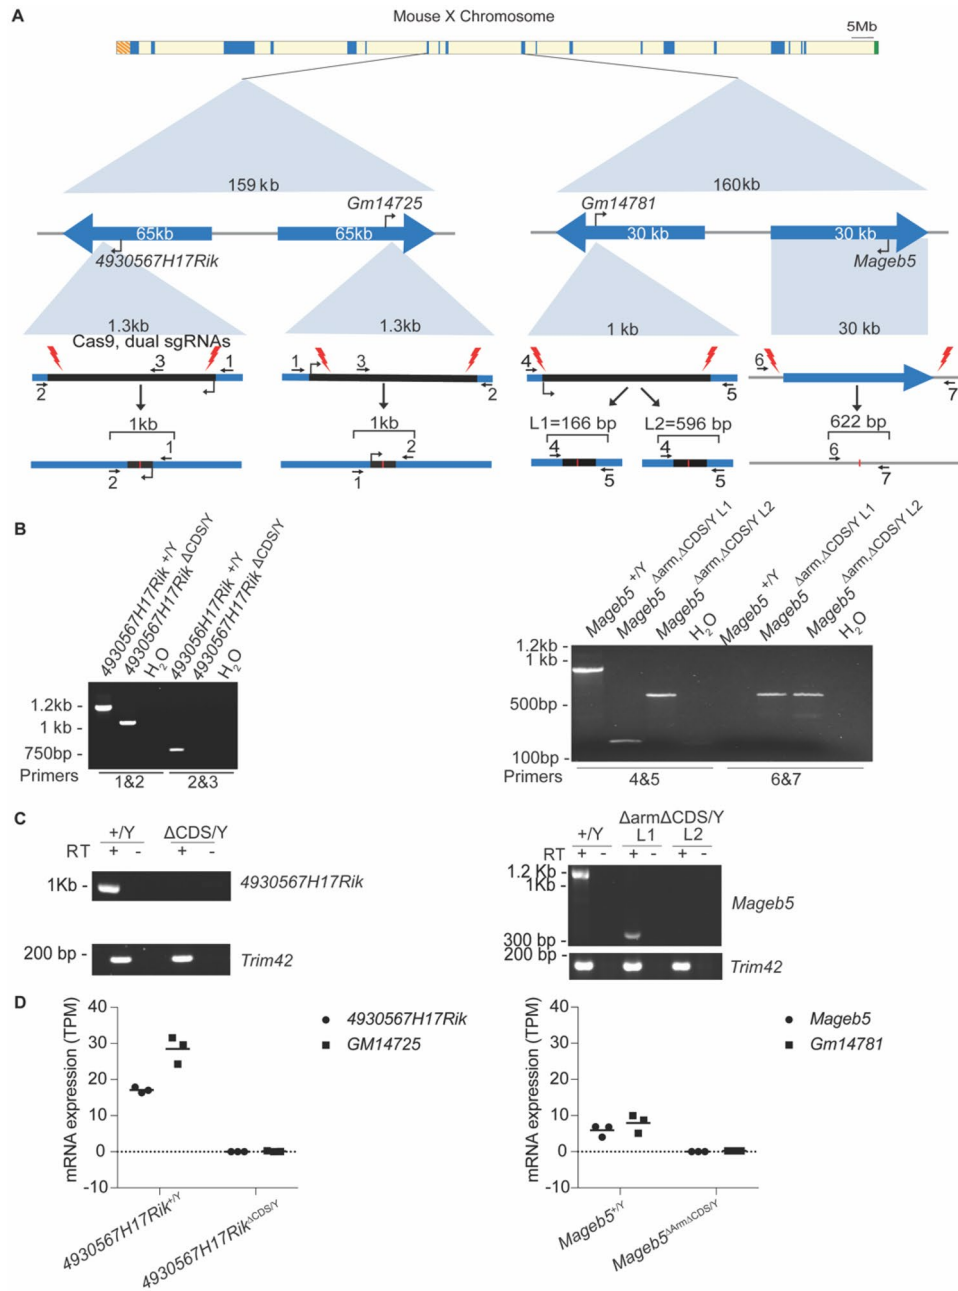 A
Mouse X Chromosome
5Mb
159 kb
160kb
Gm14725
Gm14781
65kb
65kb
30 kb
30 kb
4930567H17Rik
Mageb5
1.3kb
1.3kb
1 kb
30 kb
Cas9, dual sgRNAs
3
1
2
1
3
2
4
5
6
7
1kb
1kb
L1=166 bp
L2=596 bp
622 bp
1
2
2
1
4
5
4
5
6
7
B
4930567H17Rik +/Y
4930567H17Rik ΔCDS/Y
H2O
493056H17Rik +/Y
4930567H17Rik ΔCDS/Y
H2O
1.2kb -
1 kb -
750bp -
Primers
1&2
2&3
Mageb5 +/Y
Mageb5 Δarm,ΔCDS/Y L1
Mageb5 Δarm,ΔCDS/Y L2
H2O
Mageb5 +/Y
Mageb5 Δarm,ΔCDS/Y L1
Mageb5 Δarm,ΔCDS/Y L2
H2O
1.2kb -
1 kb -
500bp -
100bp -
Primers
4&5
6&7
C
+/Y
ΔCDS/Y
RT + - + -
1Kb -
4930567H17Rik
200 bp -
Trim42
ΔarmΔCDS/Y
+/Y L1 L2
RT + - + - + -
1.2 Kb -
1Kb -
Mageb5
300 bp -
200 bp -
Trim42
D
mRNA expression (TPM)
40
30
20
10
0
-10
4930567H17Rik
GM14725
4930567H17Rik+/Y
4930567H17RikΔCDS/Y
mRNA expression (TPM)
40
30
20
10
0
-10
Mageb5
Gm14781
Mageb5+/Y
Mageb5ΔArmΔCDS/Y